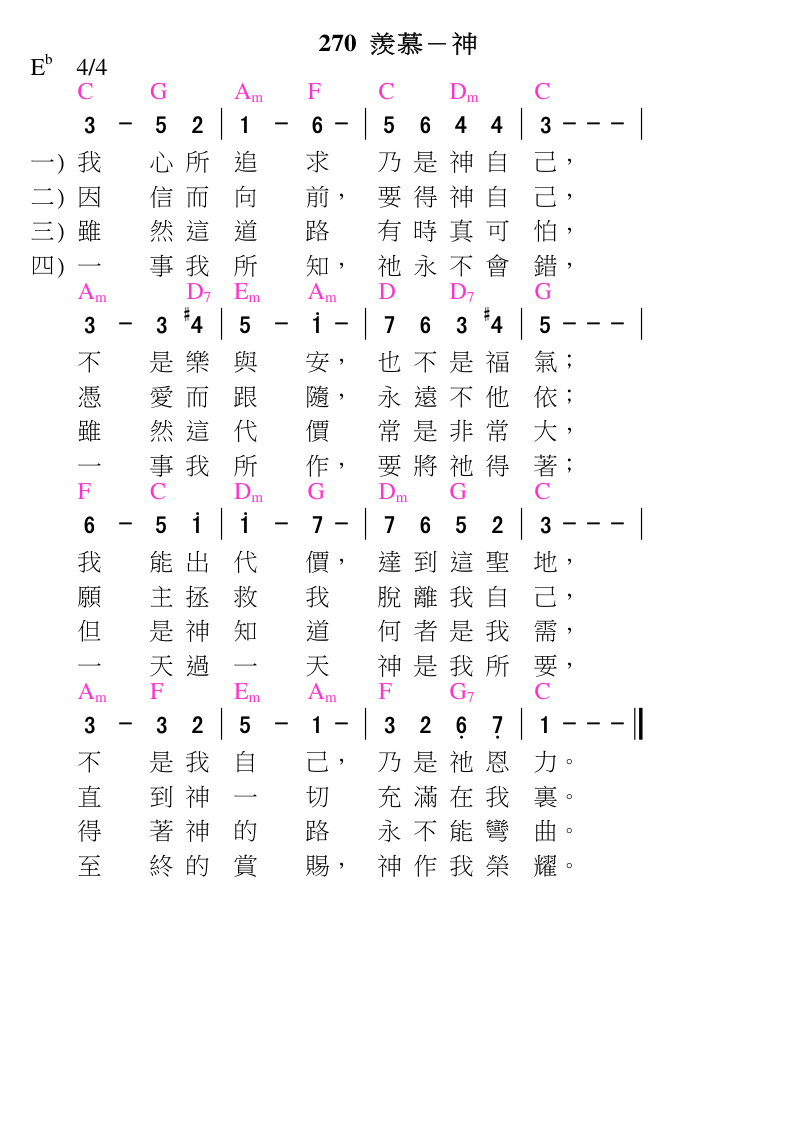 270 羨慕－神
E♭ 4/4
C G Am F C Dm C
3 - 5 2 | 1 - 6 - | 5 6 4 4 | 3 - - - |
一) 我 心 所 追 求 乃 是 神 自 己，
二) 因 信 而 向 前， 要 得 神 自 己，
三) 雖 然 這 道 路 有 時 真 可 怕，
四) 一 事 我 所 知， 祂 永 不 會 錯，
Am D7 Em Am D D7 G
3 - 3 #4 | 5 - i - | 7 6 3 #4 | 5 - - - |
不 是 樂 與 安， 也 不 是 福 氣；
憑 愛 而 跟 隨， 永 遠 不 他 依；
雖 然 這 代 價 常 是 非 常 大，
一 事 我 所 作， 要 將 祂 得 著；
F C Dm G Dm G C
6 - 5 i | i - 7 - | 7 6 5 2 | 3 - - - |
我 能 出 代 價， 達 到 這 聖 地，
願 主 拯 救 我 脫 離 我 自 己，
但 是 神 知 道 何 者 是 我 需，
一 天 過 一 天 神 是 我 所 要，
Am F Em Am F G7 C
3 - 3 2 | 5 - 1 - | 3 2 6̣ 7̣ | 1 - - - ‖
不 是 我 自 己， 乃 是 祂 恩 力。
直 到 神 一 切 充 滿 在 我 裏。
得 著 神 的 路 永 不 能 彎 曲。
至 終 的 賞 賜， 神 作 我 榮 耀。